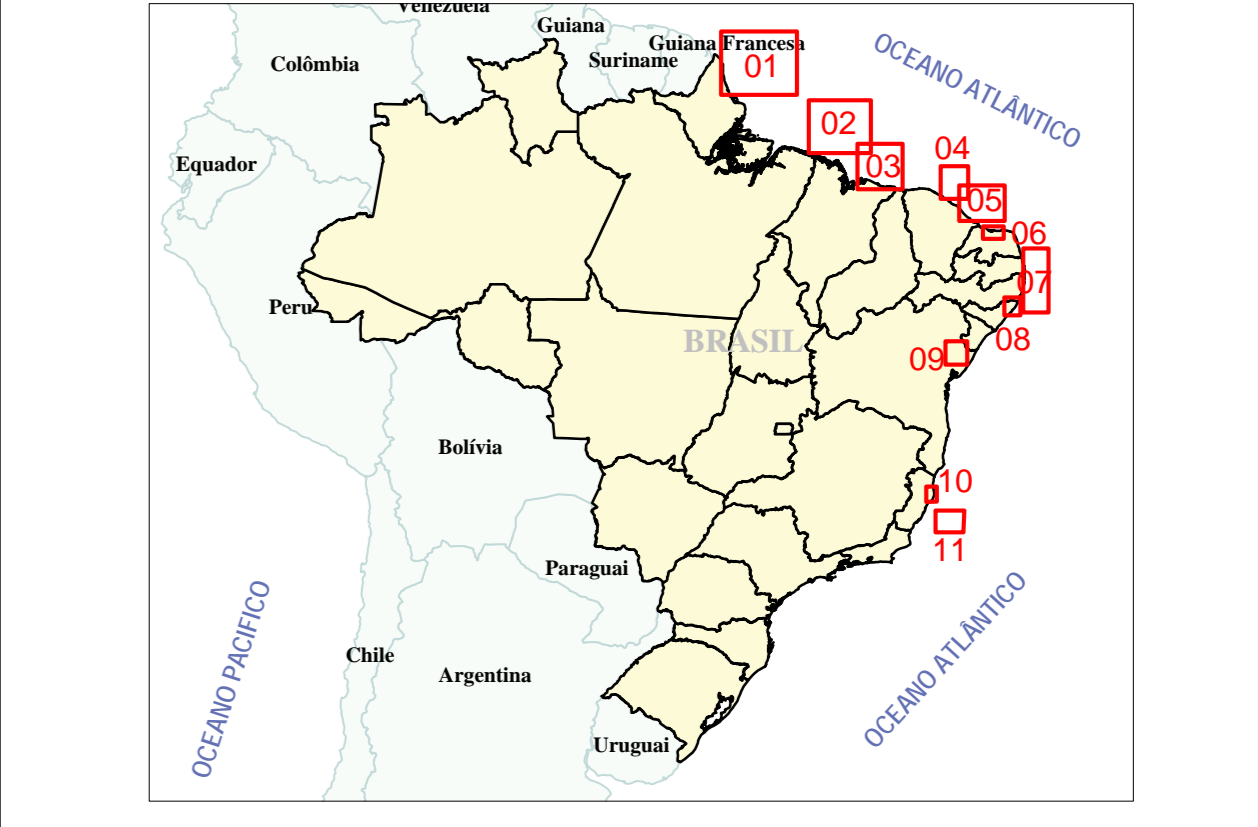 Venezuela
Guiana
Guiana Francesa
Suriname
Colômbia
01
OCEANO ATLÂNTICO
02
04
03
Equador
05
06
07
Peru
BRASIL
08
09
Bolívia
10
11
Paraguai
OCEANO PACIFICO
OCEANO ATLÂNTICO
Chile
Argentina
Uruguai